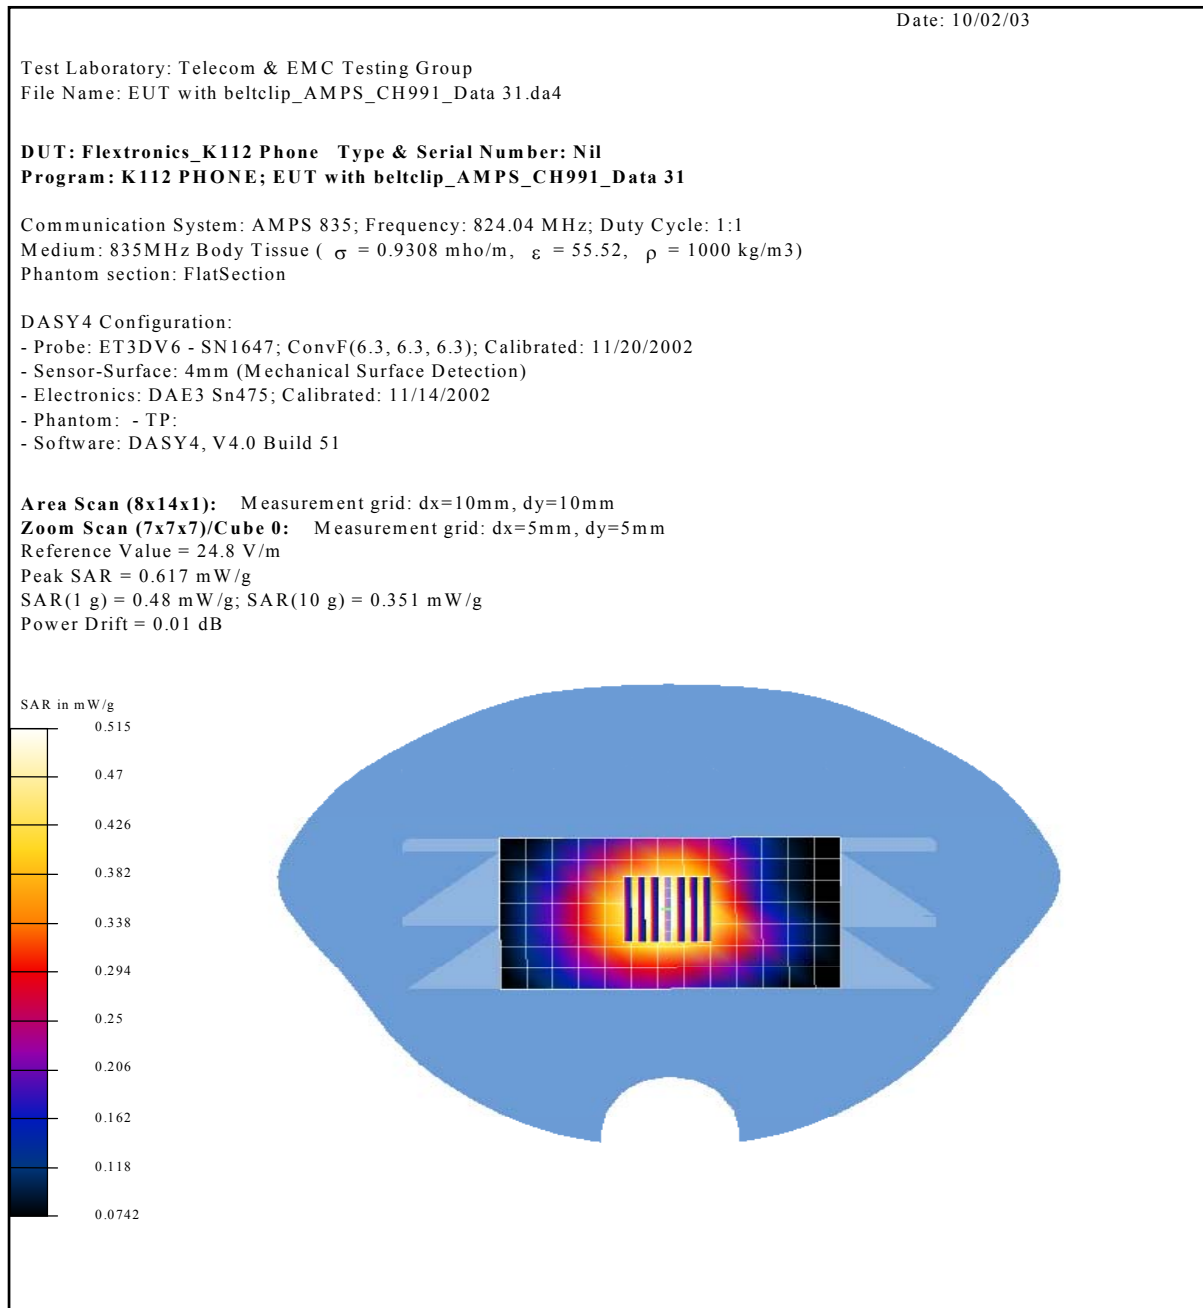 Date: 10/02/03
Test Laboratory: Telecom & EMC Testing Group
File Name: EUT with beltclip_AMPS_CH991_Data 31.da4
DUT: Flextronics_K112 Phone   Type & Serial Number: Nil
Program: K112 PHONE; EUT with beltclip_AMPS_CH991_Data 31
Communication System: AMPS 835; Frequency: 824.04 MHz; Duty Cycle: 1:1
Medium: 835MHz Body Tissue ( σ = 0.9308 mho/m, ε = 55.52, ρ = 1000 kg/m3)
Phantom section: FlatSection
DASY4 Configuration:
- Probe: ET3DV6 - SN1647; ConvF(6.3, 6.3, 6.3); Calibrated: 11/20/2002
- Sensor-Surface: 4mm (Mechanical Surface Detection)
- Electronics: DAE3 Sn475; Calibrated: 11/14/2002
- Phantom: - TP:
- Software: DASY4, V4.0 Build 51
Area Scan (8x14x1): Measurement grid: dx=10mm, dy=10mm
Zoom Scan (7x7x7)/Cube 0: Measurement grid: dx=5mm, dy=5mm
Reference Value = 24.8 V/m
Peak SAR = 0.617 mW/g
SAR(1 g) = 0.48 mW/g; SAR(10 g) = 0.351 mW/g
Power Drift = 0.01 dB
SAR in mW/g
0.515
0.47
0.426
0.382
0.338
0.294
0.25
0.206
0.162
0.118
0.0742